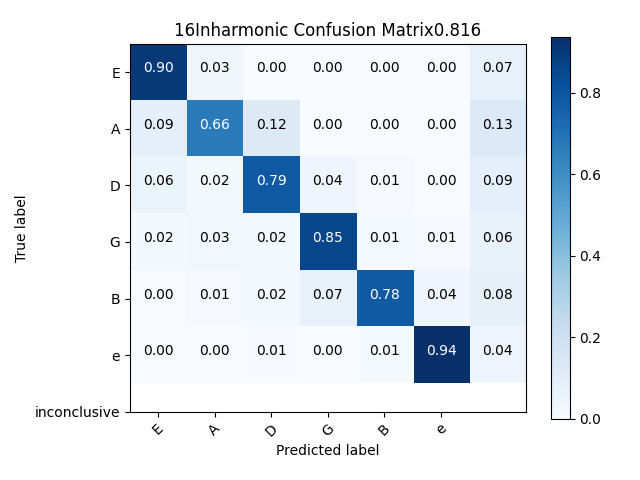 16Inharmonic Confusion Matrix0.816
E 0.90 0.03 0.00 0.00 0.00 0.00 0.07
A 0.09 0.66 0.12 0.00 0.00 0.00 0.13
D 0.06 0.02 0.79 0.04 0.01 0.00 0.09
G 0.02 0.03 0.02 0.85 0.01 0.01 0.06
B 0.00 0.01 0.02 0.07 0.78 0.04 0.08
e 0.00 0.00 0.01 0.00 0.01 0.94 0.04
inconclusive
E A D G B e
Predicted label
True label
0.8
0.6
0.4
0.2
0.0